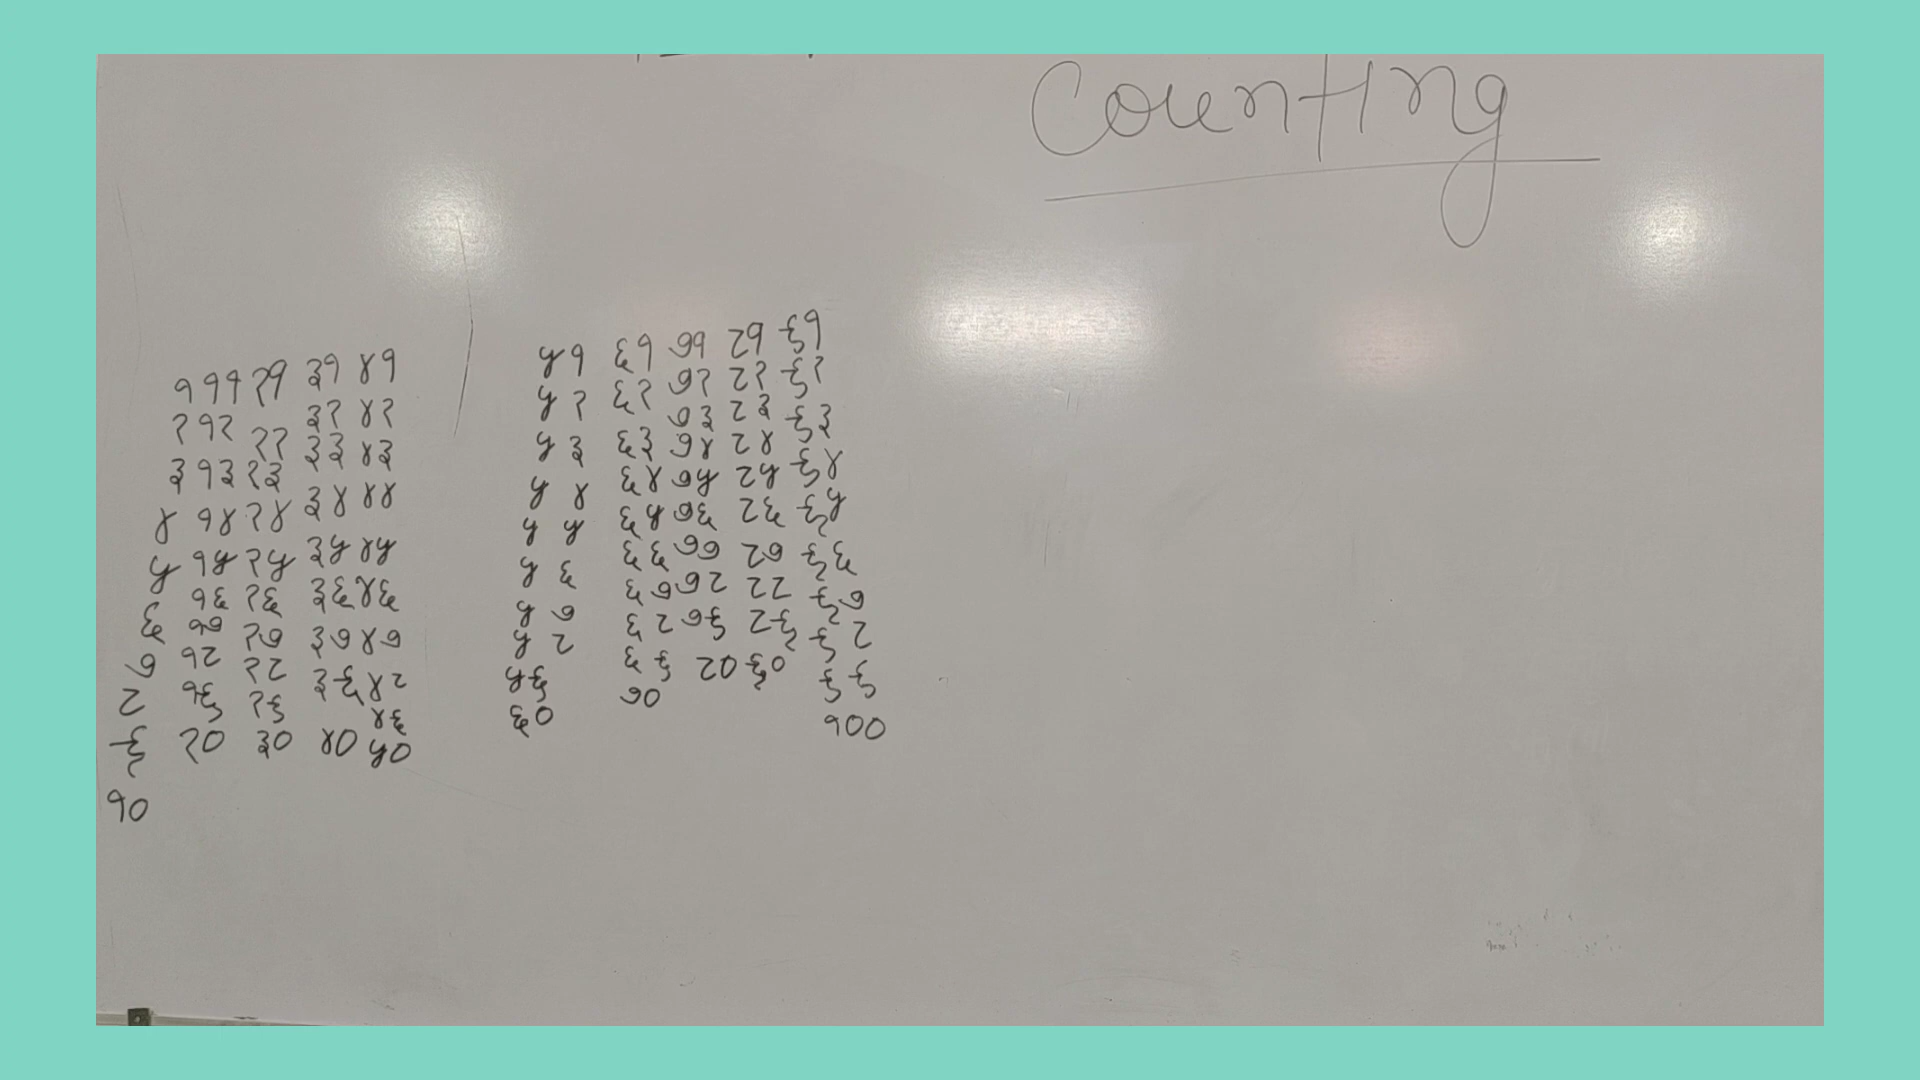 Counting
१ ११ २१ ३१ ४१ ५१ ६१ ७१ ८१ ९१
२ १२ २२ ३२ ४२ ५२ ६२ ७२ ८२ ९२
३ १३ २३ ३३ ४३ ५३ ६३ ७३ ८३ ९३
४ १४ २४ ३४ ४४ ५४ ६४ ७४ ८४ ९४
५ १५ २५ ३५ ४५ ५५ ६५ ७५ ८५ ९५
६ १६ २६ ३६ ४६ ५६ ६६ ७६ ८६ ९६
७ १७ २७ ३७ ४७ ५७ ६७ ७७ ८७ ९७
८ १८ २८ ३८ ४८ ५८ ६८ ७८ ८८ ९८
९ १९ २९ ३९ ४९ ५९ ६९ ७९ ८९ ९९
१० २० ३० ४० ५० ६० ७० ८० ९० १००